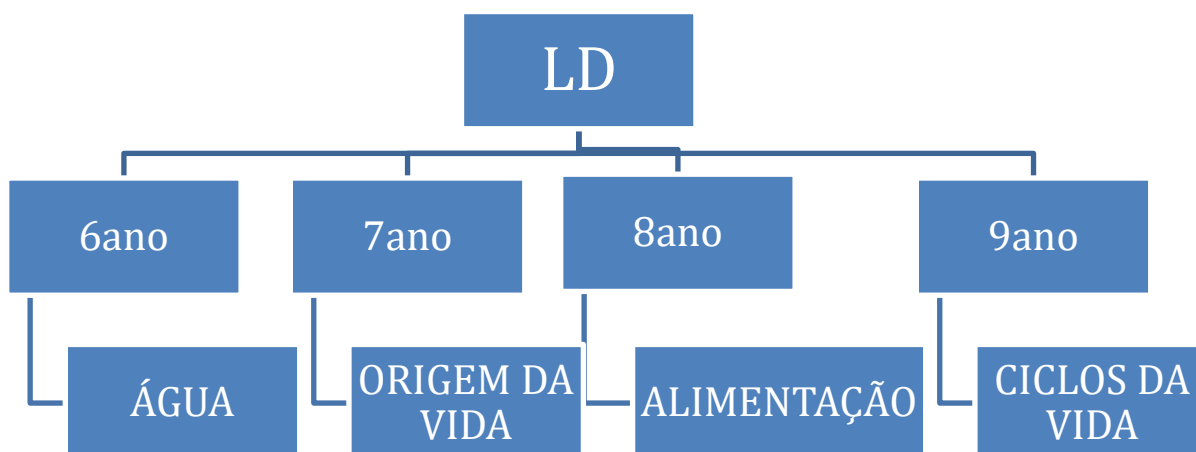 LD
6ano
7ano
8ano
9ano
ÁGUA
ORIGEM DA
VIDA
ALIMENTAÇÃO
CICLOS DA
VIDA